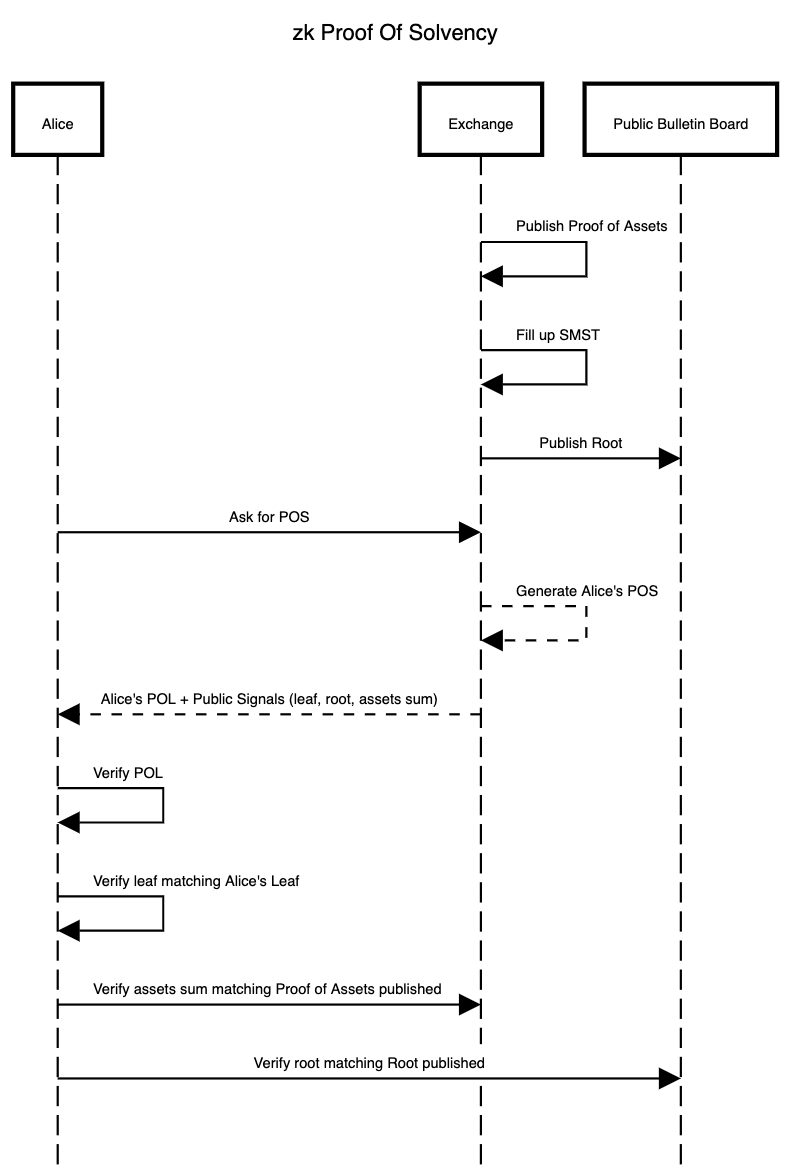 zk Proof Of Solvency
Alice
Exchange
Public Bulletin Board
Publish Proof of Assets
Fill up SMST
Publish Root
Ask for POS
Generate Alice's POS
Alice's POL + Public Signals (leaf, root, assets sum)
Verify POL
Verify leaf matching Alice's Leaf
Verify assets sum matching Proof of Assets published
Verify root matching Root published